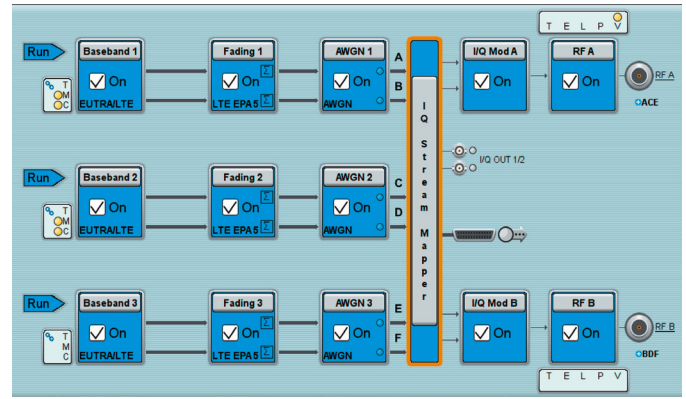 T E L P V
Run
Baseband 1
Fading 1
AWGN 1
A
I/Q Mod A
RF A
T
M
C
On
On
Σ
On
B
On
On
RF A
EUTRA/LTE
LTE EPA 5 Σ
AWGN
ACE
I Q Stream Mapper
I/Q OUT 1/2
Run
Baseband 2
Fading 2
AWGN 2
C
T
M
C
On
On
Σ
On
D
EUTRA/LTE
LTE EPA 5 Σ
AWGN
Run
Baseband 3
Fading 3
AWGN 3
E
I/Q Mod B
RF B
T
M
C
On
On
Σ
On
F
On
On
RF B
EUTRA/LTE
LTE EPA 5 Σ
AWGN
BDF
T E L P V